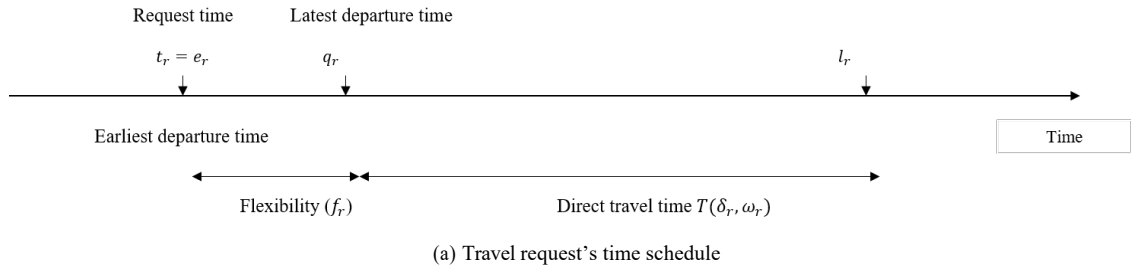 Request time Latest departure time
t_r = e_r q_r l_r
Earliest departure time Time
Flexibility (f_r) Direct travel time T(δ_r, ω_r)
(a) Travel request’s time schedule